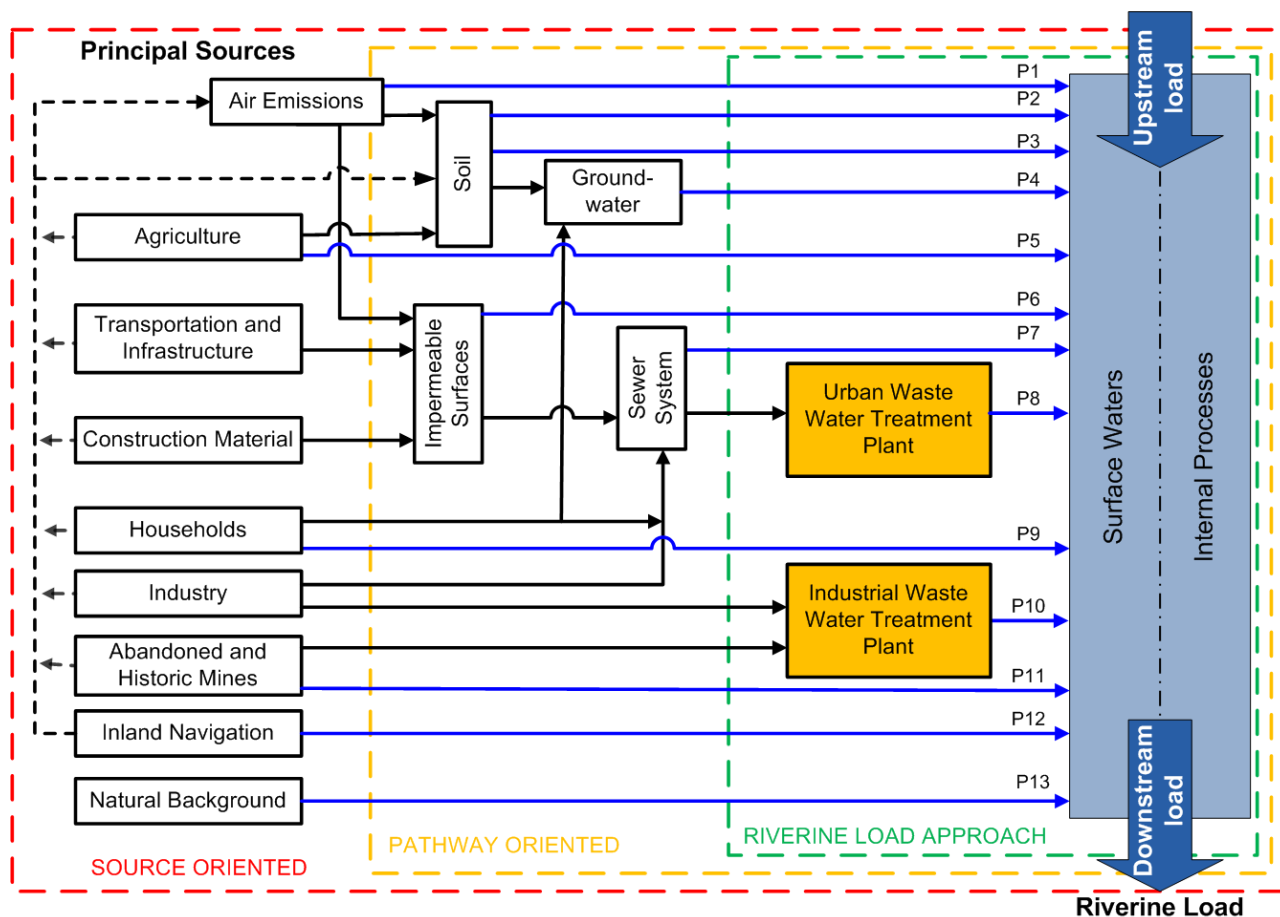 Principal Sources
Air Emissions
Agriculture
Transportation and
Infrastructure
Construction Material
Households
Industry
Abandoned and
Historic Mines
Inland Navigation
Natural Background
SOURCE ORIENTED
Soil
Ground-
water
Impermeable
Surfaces
Sewer
System
PATHWAY ORIENTED
Urban Waste
Water Treatment
Plant
Industrial Waste
Water Treatment
Plant
RIVERINE LOAD APPROACH
P1
P2
P3
P4
P5
P6
P7
P8
P9
P10
P11
P12
P13
Upstream
load
Surface Waters
Internal Processes
Downstream
load
Riverine Load